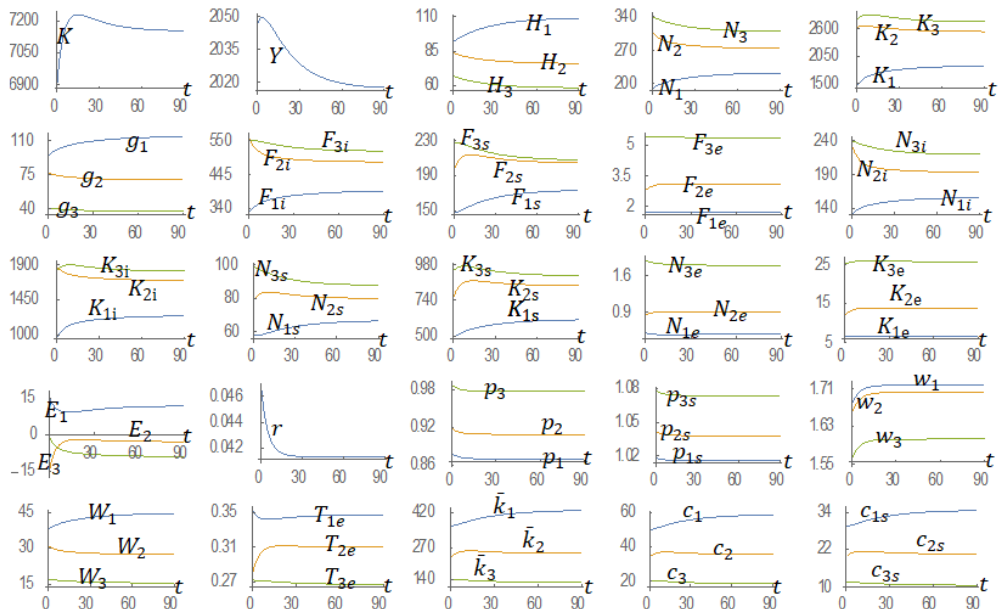 7200
7050
6900
K
0 30 60 90 t
2050
2035
2020
Y
0 30 60 90 t
110
85
60
H₁
H₂
H₃
0 30 60 90 t
340
270
200
N₃
N₂
N₁
0 30 60 90 t
2600
2050
1500
K₃
K₂
K₁
0 30 60 90 t
110
75
40
g₁
g₂
g₃
0 30 60 90 t
550
445
340
F₃ᵢ
F₂ᵢ
F₁ᵢ
0 30 60 90 t
230
190
150
F₃ₛ
F₂ₛ
F₁ₛ
0 30 60 90 t
5
2
F₃ₑ
F₂ₑ
F₁ₑ
0 30 60 90 t
240
210
140
N₃ᵢ
N₂ᵢ
N₁ᵢ
0 30 60 90 t
1900
1450
1000
K₃ᵢ
K₂ᵢ
K₁ᵢ
0 30 60 90 t
100
80
60
N₃ₛ
N₂ₛ
N₁ₛ
0 30 60 90 t
980
740
500
K₃ₛ
K₂ₛ
K₁ₛ
0 30 60 90 t
1.6
0.9
N₃ₑ
N₂ₑ
N₁ₑ
0 30 60 90 t
25
15
5
K₃ₑ
K₂ₑ
K₁ₑ
0 30 60 90 t
15
0
−15
E₁
E₂
E₃
0 30 60 90 t
0.046
0.044
0.042
r
0 30 60 90 t
0.98
0.92
0.86
p₃
p₂
p₁
0 30 60 90 t
1.08
1.05
1.02
p₃ₛ
p₂ₛ
p₁ₛ
0 30 60 90 t
1.71
1.63
1.55
w₁
w₂
w₃
0 30 60 90 t
45
30
15
W₁
W₂
W₃
0 30 60 90 t
0.35
0.31
0.27
T₁ₑ
T₂ₑ
T₃ₑ
0 30 60 90 t
420
270
140
k̄₁
k̄₂
k̄₃
0 30 60 90 t
60
40
20
c₁
c₂
c₃
0 30 60 90 t
34
22
10
c₁ₛ
c₂ₛ
c₃ₛ
0 30 60 90 t